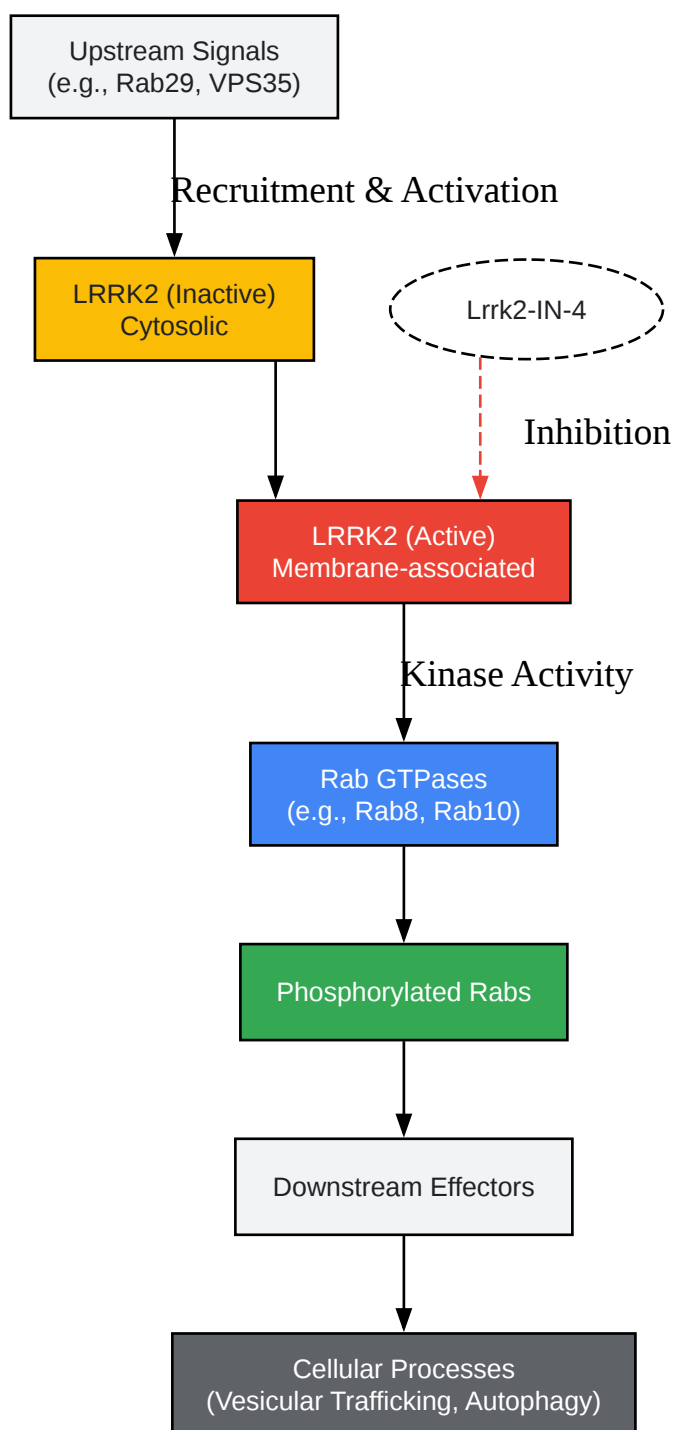 Upstream Signals
(e.g., Rab29, VPS35)
Recruitment & Activation
LRRK2 (Inactive)
Cytosolic
Lrrk2-IN-4
Inhibition
LRRK2 (Active)
Membrane-associated
Kinase Activity
Rab GTPases
(e.g., Rab8, Rab10)
Phosphorylated Rabs
Downstream Effectors
Cellular Processes
(Vesicular Trafficking, Autophagy)